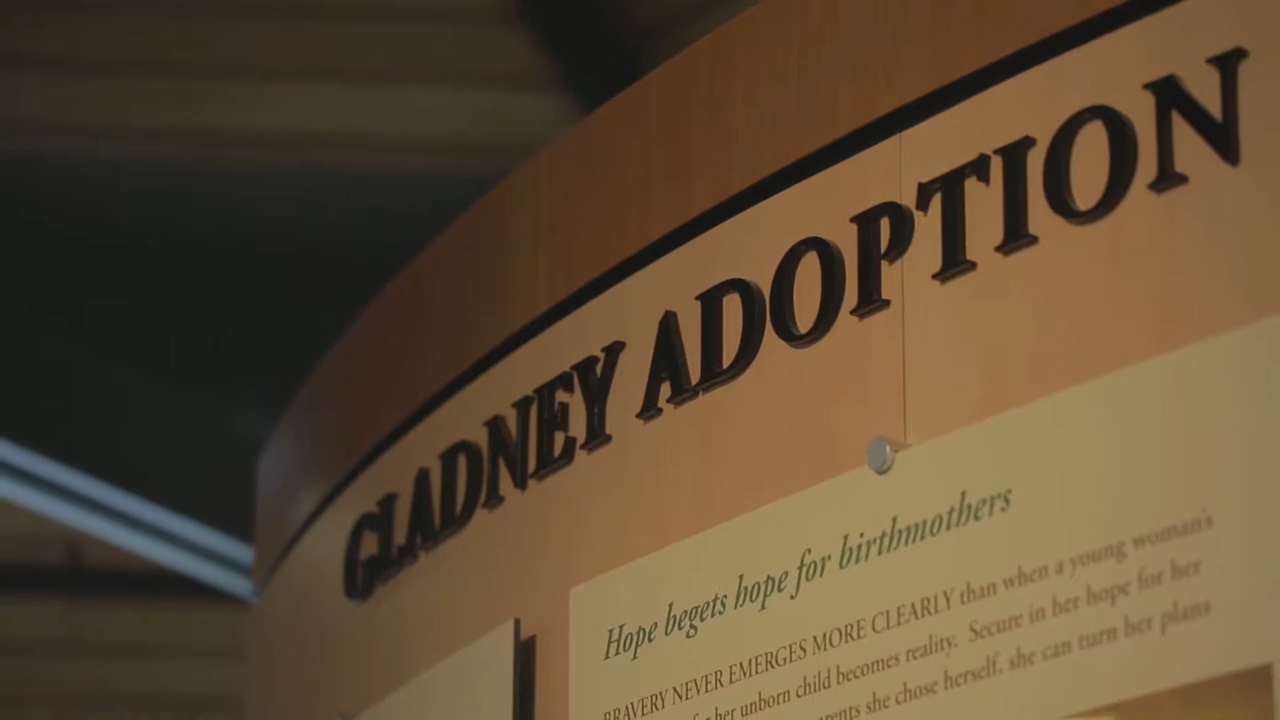 GLADNEY ADOPTION
Hope begets hope for birthmothers
BRAVERY NEVER EMERGES MORE CLEARLY than when a young woman's
her unborn child becomes reality. Secure in her hope for her
she chose herself, she can turn her plans